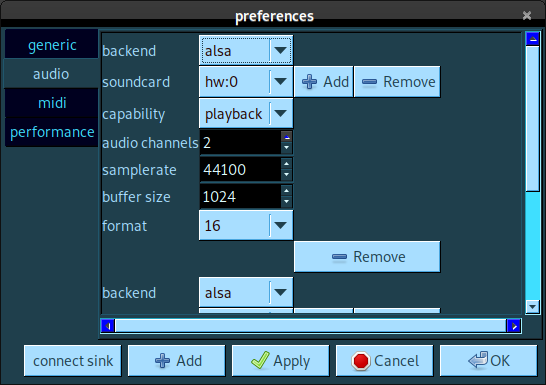 preferences
generic
audio
midi
performance
backend alsa
soundcard hw:0 Add Remove
capability playback
audio channels 2
samplerate 44100
buffer size 1024
format 16
Remove
backend alsa
connect sink Add Apply Cancel OK